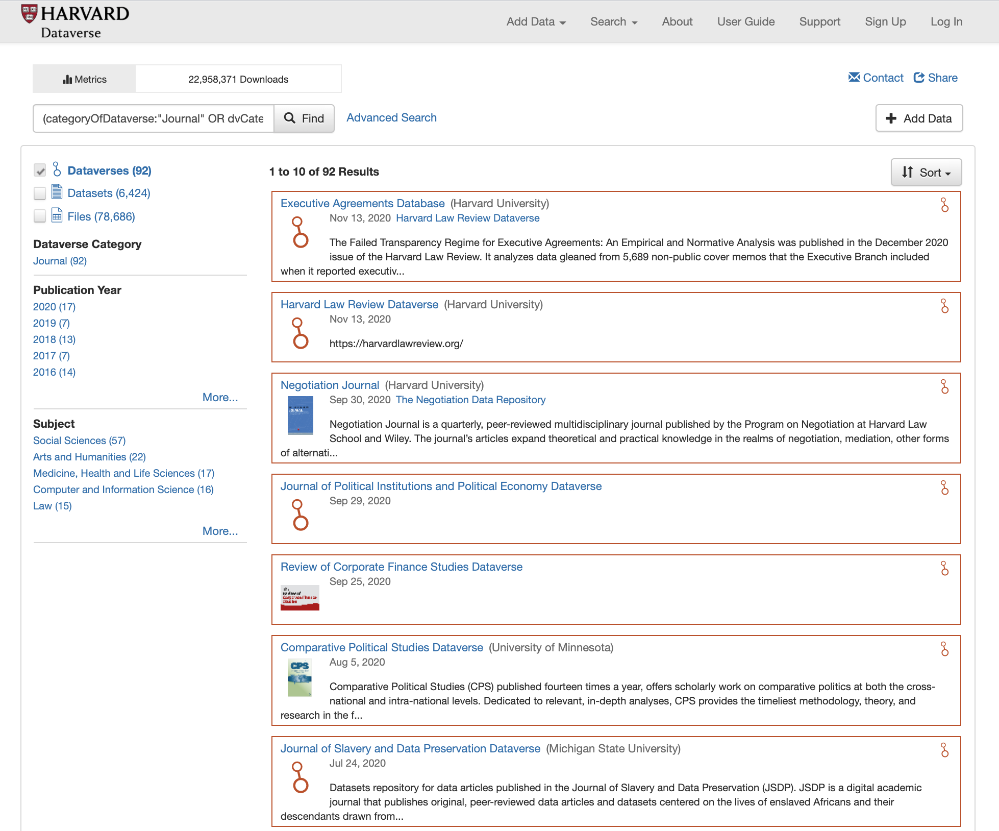 HARVARD
Dataverse
Add Data
Search
About
User Guide
Support
Sign Up
Log In
Metrics
22,958,371 Downloads
Contact
Share
(categoryOfDataverse:"Journal" OR dvCate
Find
Advanced Search
Add Data
Dataverses (92)
Datasets (6,424)
Files (78,686)
Dataverse Category
Journal (92)
Publication Year
2020 (17)
2019 (7)
2018 (13)
2017 (7)
2016 (14)
More...
Subject
Social Sciences (57)
Arts and Humanities (22)
Medicine, Health and Life Sciences (17)
Computer and Information Science (16)
Law (15)
More...
1 to 10 of 92 Results
Sort
Executive Agreements Database (Harvard University)
Nov 13, 2020 Harvard Law Review Dataverse
The Failed Transparency Regime for Executive Agreements: An Empirical and Normative Analysis was published in the December 2020
issue of the Harvard Law Review. It analyzes data gleaned from 5,689 non-public cover memos that the Executive Branch included
when it reported executiv...
Harvard Law Review Dataverse (Harvard University)
Nov 13, 2020
https://harvardlawreview.org/
Negotiation Journal (Harvard University)
Sep 30, 2020 The Negotiation Data Repository
Negotiation Journal is a quarterly, peer-reviewed multidisciplinary journal published by the Program on Negotiation at Harvard Law
School and Wiley. The journal’s articles expand theoretical and practical knowledge in the realms of negotiation, mediation, other forms
of alternati...
Journal of Political Institutions and Political Economy Dataverse
Sep 29, 2020
Review of Corporate Finance Studies Dataverse
Sep 25, 2020
Comparative Political Studies Dataverse (University of Minnesota)
Aug 5, 2020
CPS
Comparative Political Studies (CPS) published fourteen times a year, offers scholarly work on comparative politics at both the cross-
national and intra-national levels. Dedicated to relevant, in-depth analyses, CPS provides the timeliest methodology, theory, and
research in the f...
Journal of Slavery and Data Preservation Dataverse (Michigan State University)
Jul 24, 2020
Datasets repository for data articles published in the Journal of Slavery and Data Preservation (JSDP). JSDP is a digital academic
journal that publishes original, peer-reviewed data articles and datasets centered on the lives of enslaved Africans and their
descendants drawn from...